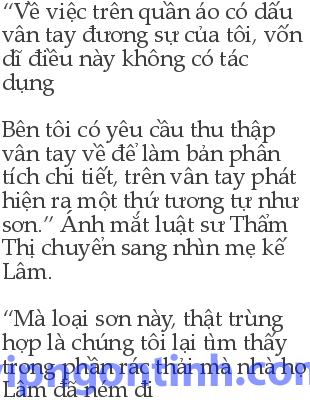 “Về việc trên quần áo có dấu
vân tay đương sự của tôi, vốn
dĩ điều này không có tác
dụng
Bên tôi có yêu cầu thu thập
vân tay về để làm bản phân
tích chi tiết, trên vân tay phát
hiện ra một thứ tương tự như
sơn.” Ánh mắt luật sư Thẩm
Thị chuyển sang nhìn mẹ kế
Lâm.
“Mà loại sơn này, thật trùng
hợp là chúng tôi lại tìm thấy
trong phần rác thải mà nhà họ
Lâm đã ném đi